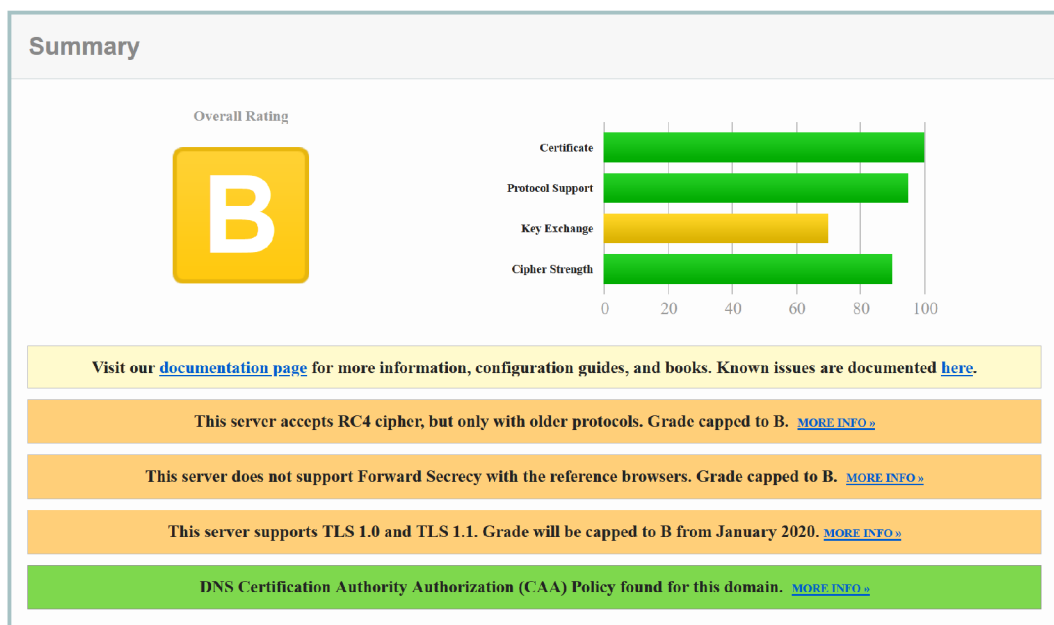 Summary
Overall Rating
B
Certificate
Protocol Support
Key Exchange
Cipher Strength
0 20 40 60 80 100
Visit our documentation page for more information, configuration guides, and books. Known issues are documented here.
This server accepts RC4 cipher, but only with older protocols. Grade capped to B. MORE INFO »
This server does not support Forward Secrecy with the reference browsers. Grade capped to B. MORE INFO »
This server supports TLS 1.0 and TLS 1.1. Grade will be capped to B from January 2020. MORE INFO »
DNS Certification Authority Authorization (CAA) Policy found for this domain. MORE INFO »